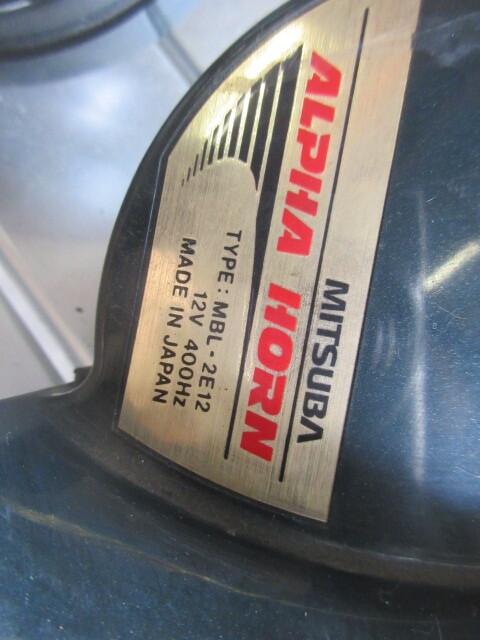 MITSUBA
ALPHA HORN
TYPE: MBL-2E12
12V 400Hz
MADE IN JAPAN